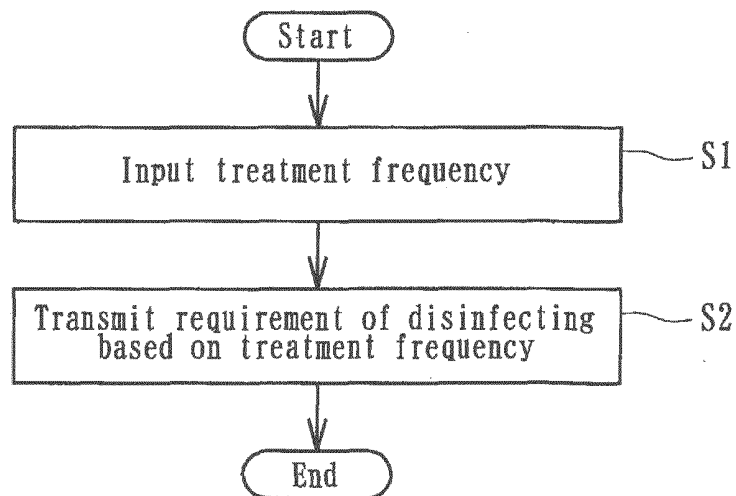 Start
Input treatment frequency
S1
Transmit requirement of disinfecting
based on treatment frequency
S2
End